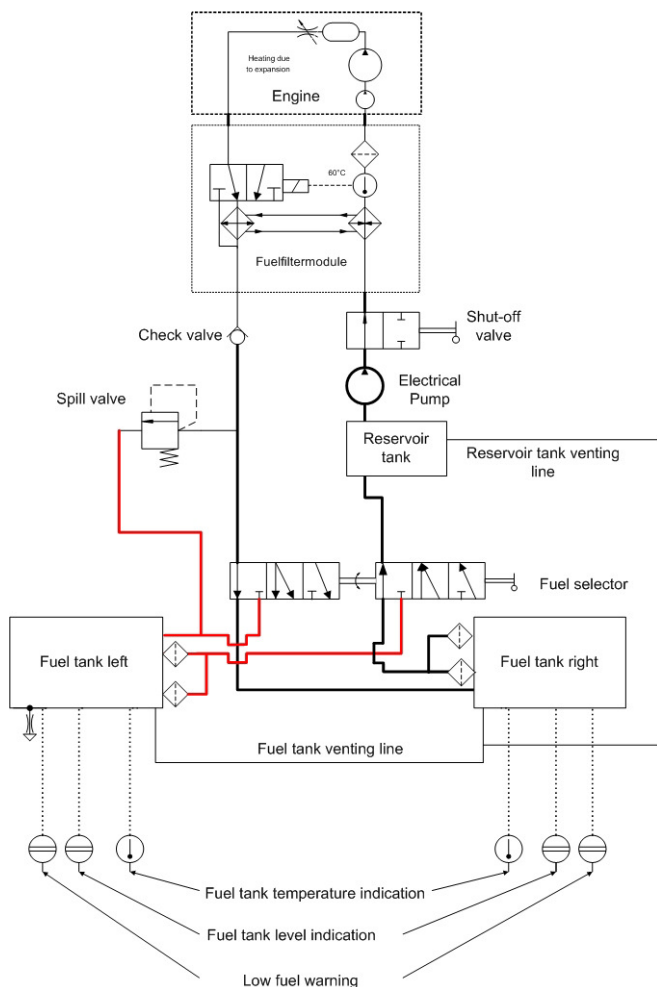 Heating due
to expansion
Engine
60°C
Fuelfiltermodule
Shut-off
valve
Check valve
Electrical
Pump
Spill valve
Reservoir
tank
Reservoir tank venting
line
Fuel selector
Fuel tank left
Fuel tank right
Fuel tank venting line
Fuel tank temperature indication
Fuel tank level indication
Low fuel warning